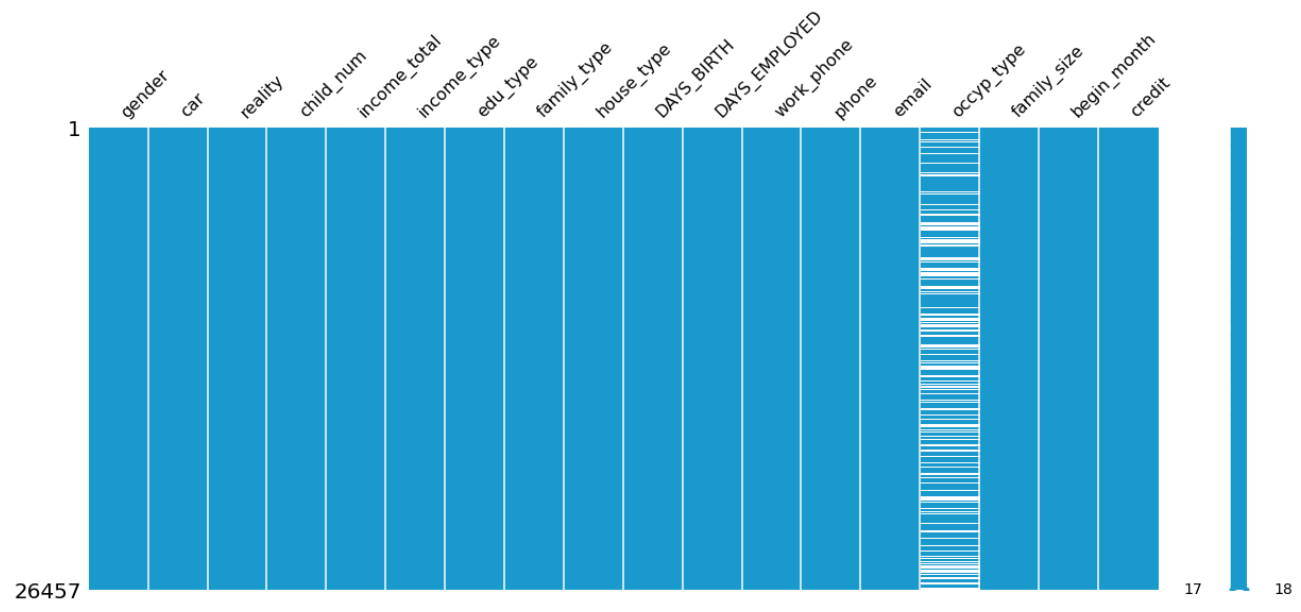 gender
car
reality
child_num
income_total
income_type
edu_type
family_type
house_type
DAYS_BIRTH
DAYS_EMPLOYED
work_phone
phone
email
occyp_type
family_size
begin_month
credit
1
26457
17
18